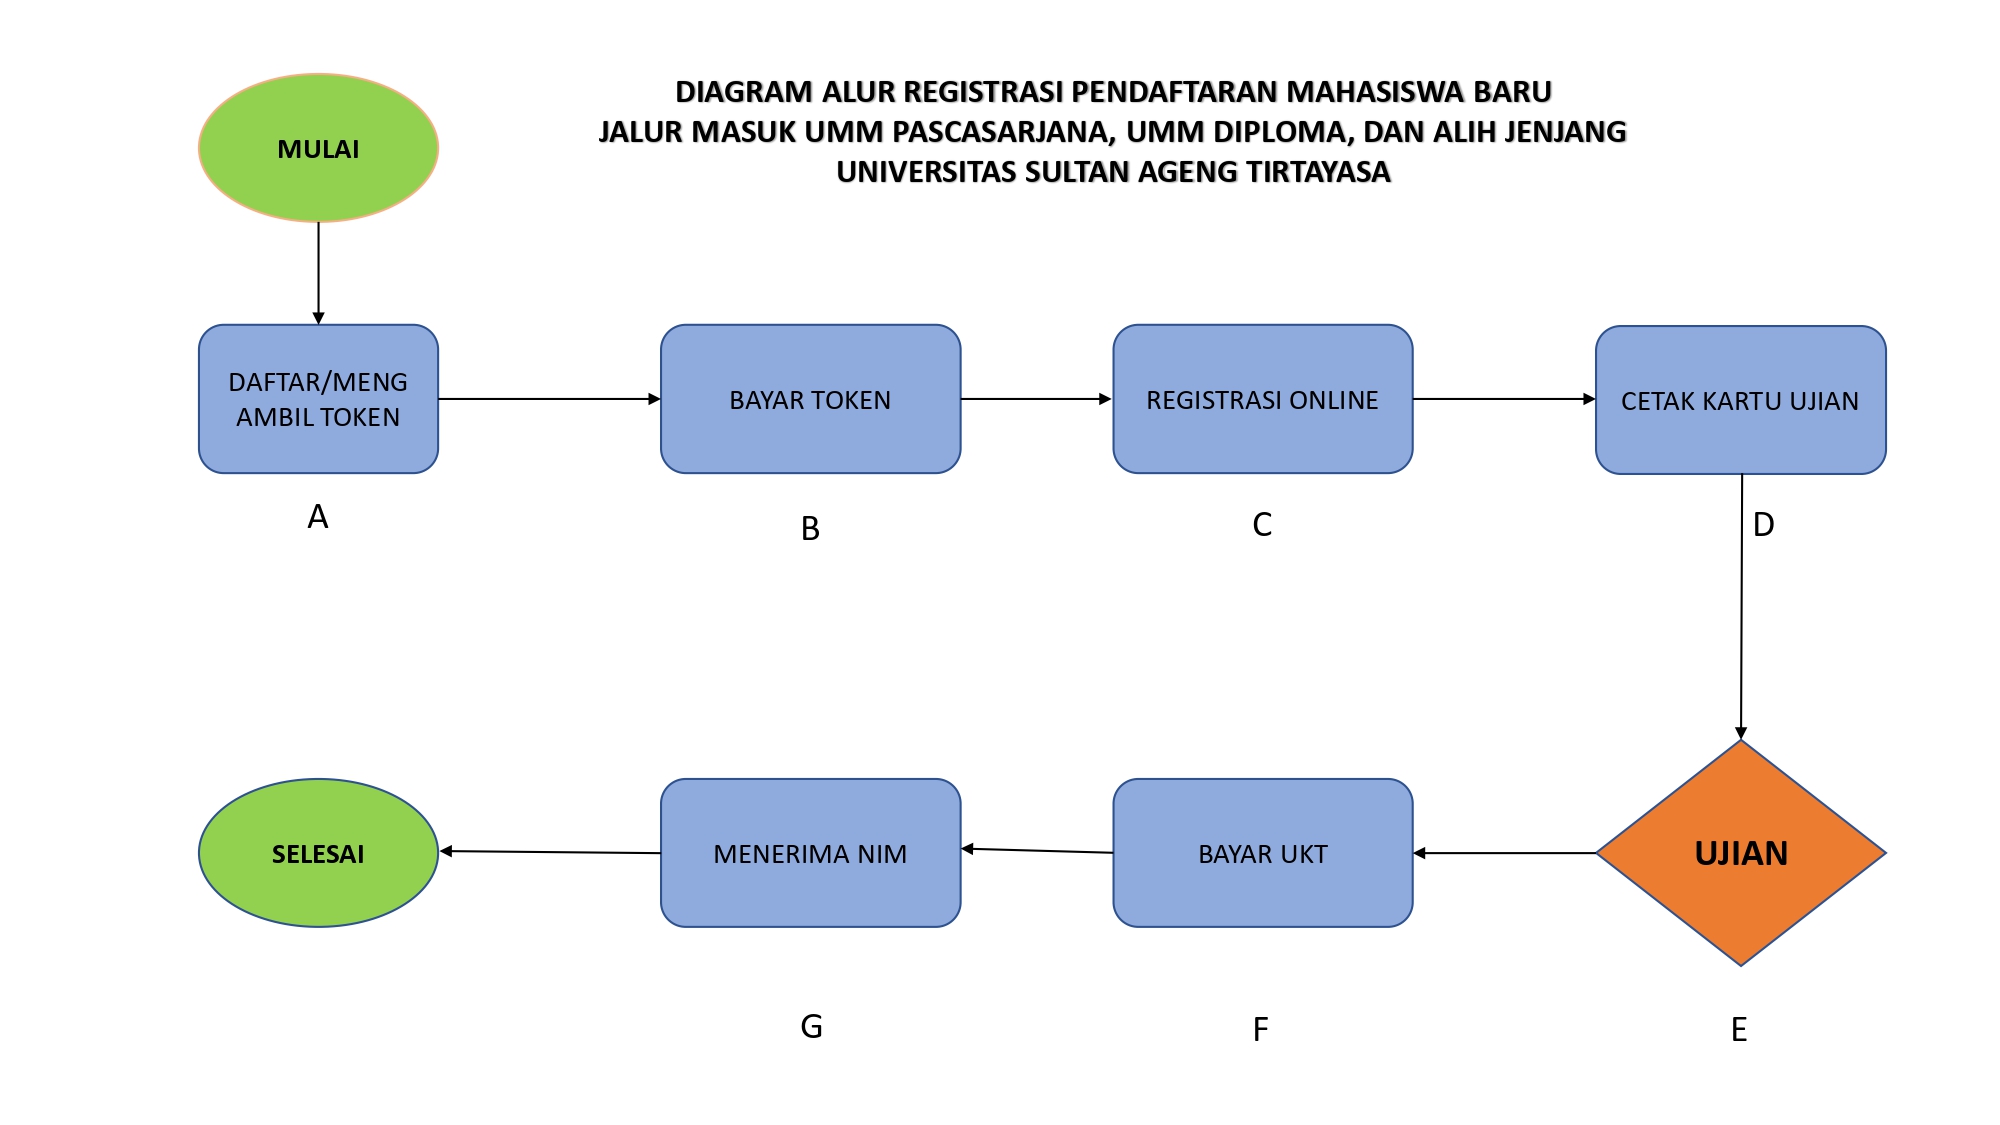 DIAGRAM ALUR REGISTRASI PENDAFTARAN MAHASISWA BARU
JALUR MASUK UMM PASCASARJANA, UMM DIPLOMA, DAN ALIH JENJANG
UNIVERSITAS SULTAN AGENG TIRTAYASA
MULAI
DAFTAR/MENG
AMBIL TOKEN
A
BAYAR TOKEN
B
REGISTRASI ONLINE
C
CETAK KARTU UJIAN
D
UJIAN
E
BAYAR UKT
F
MENERIMA NIM
G
SELESAI